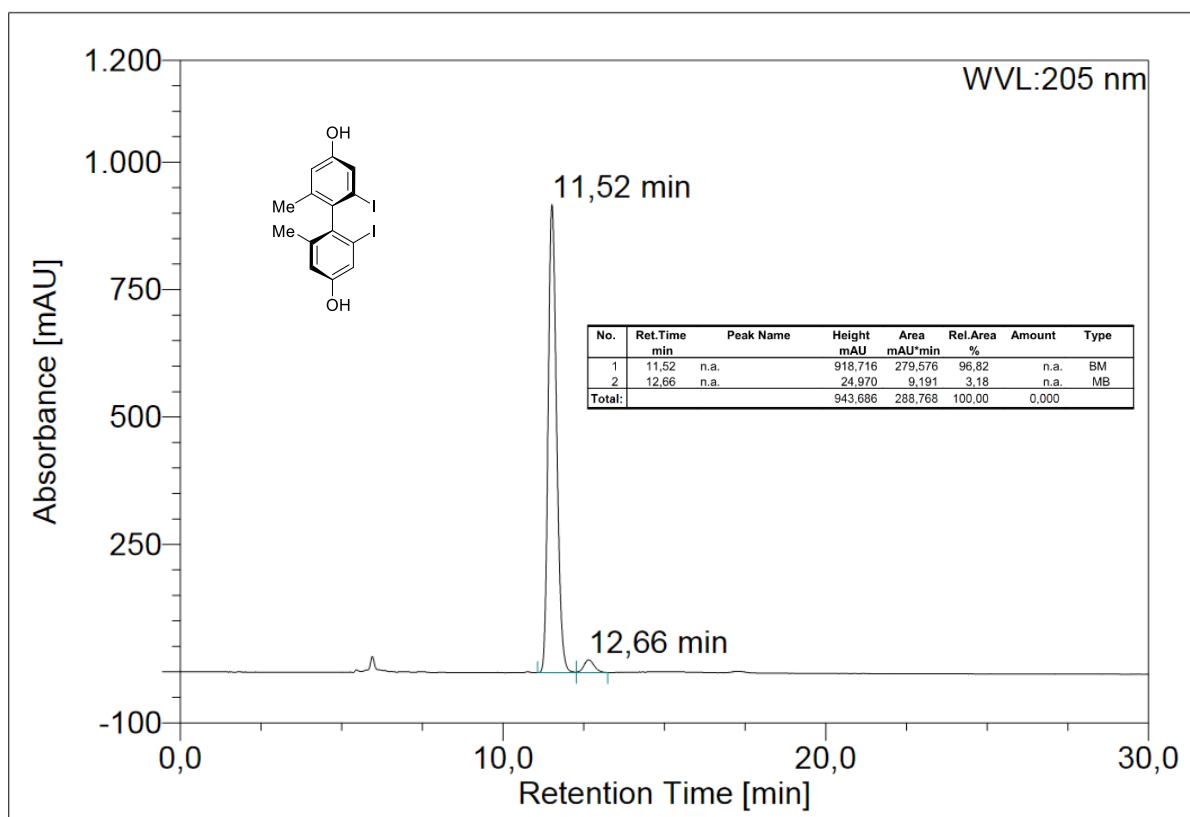 WVL:205 nm
1.200
1.000
750
500
250
-100
Absorbance [mAU]
OH
Me
I
Me
I
OH
11,52 min
12,66 min
No. Ret.Time Peak Name Height Area Rel.Area Amount Type
min mAU mAU*min %
1 11,52 n.a. 918,716 279,576 96,82 n.a. BM
2 12,66 n.a. 24,970 9,191 3,18 n.a. MB
Total: 943,686 288,768 100,00 0,000
0,0 10,0 20,0 30,0
Retention Time [min]